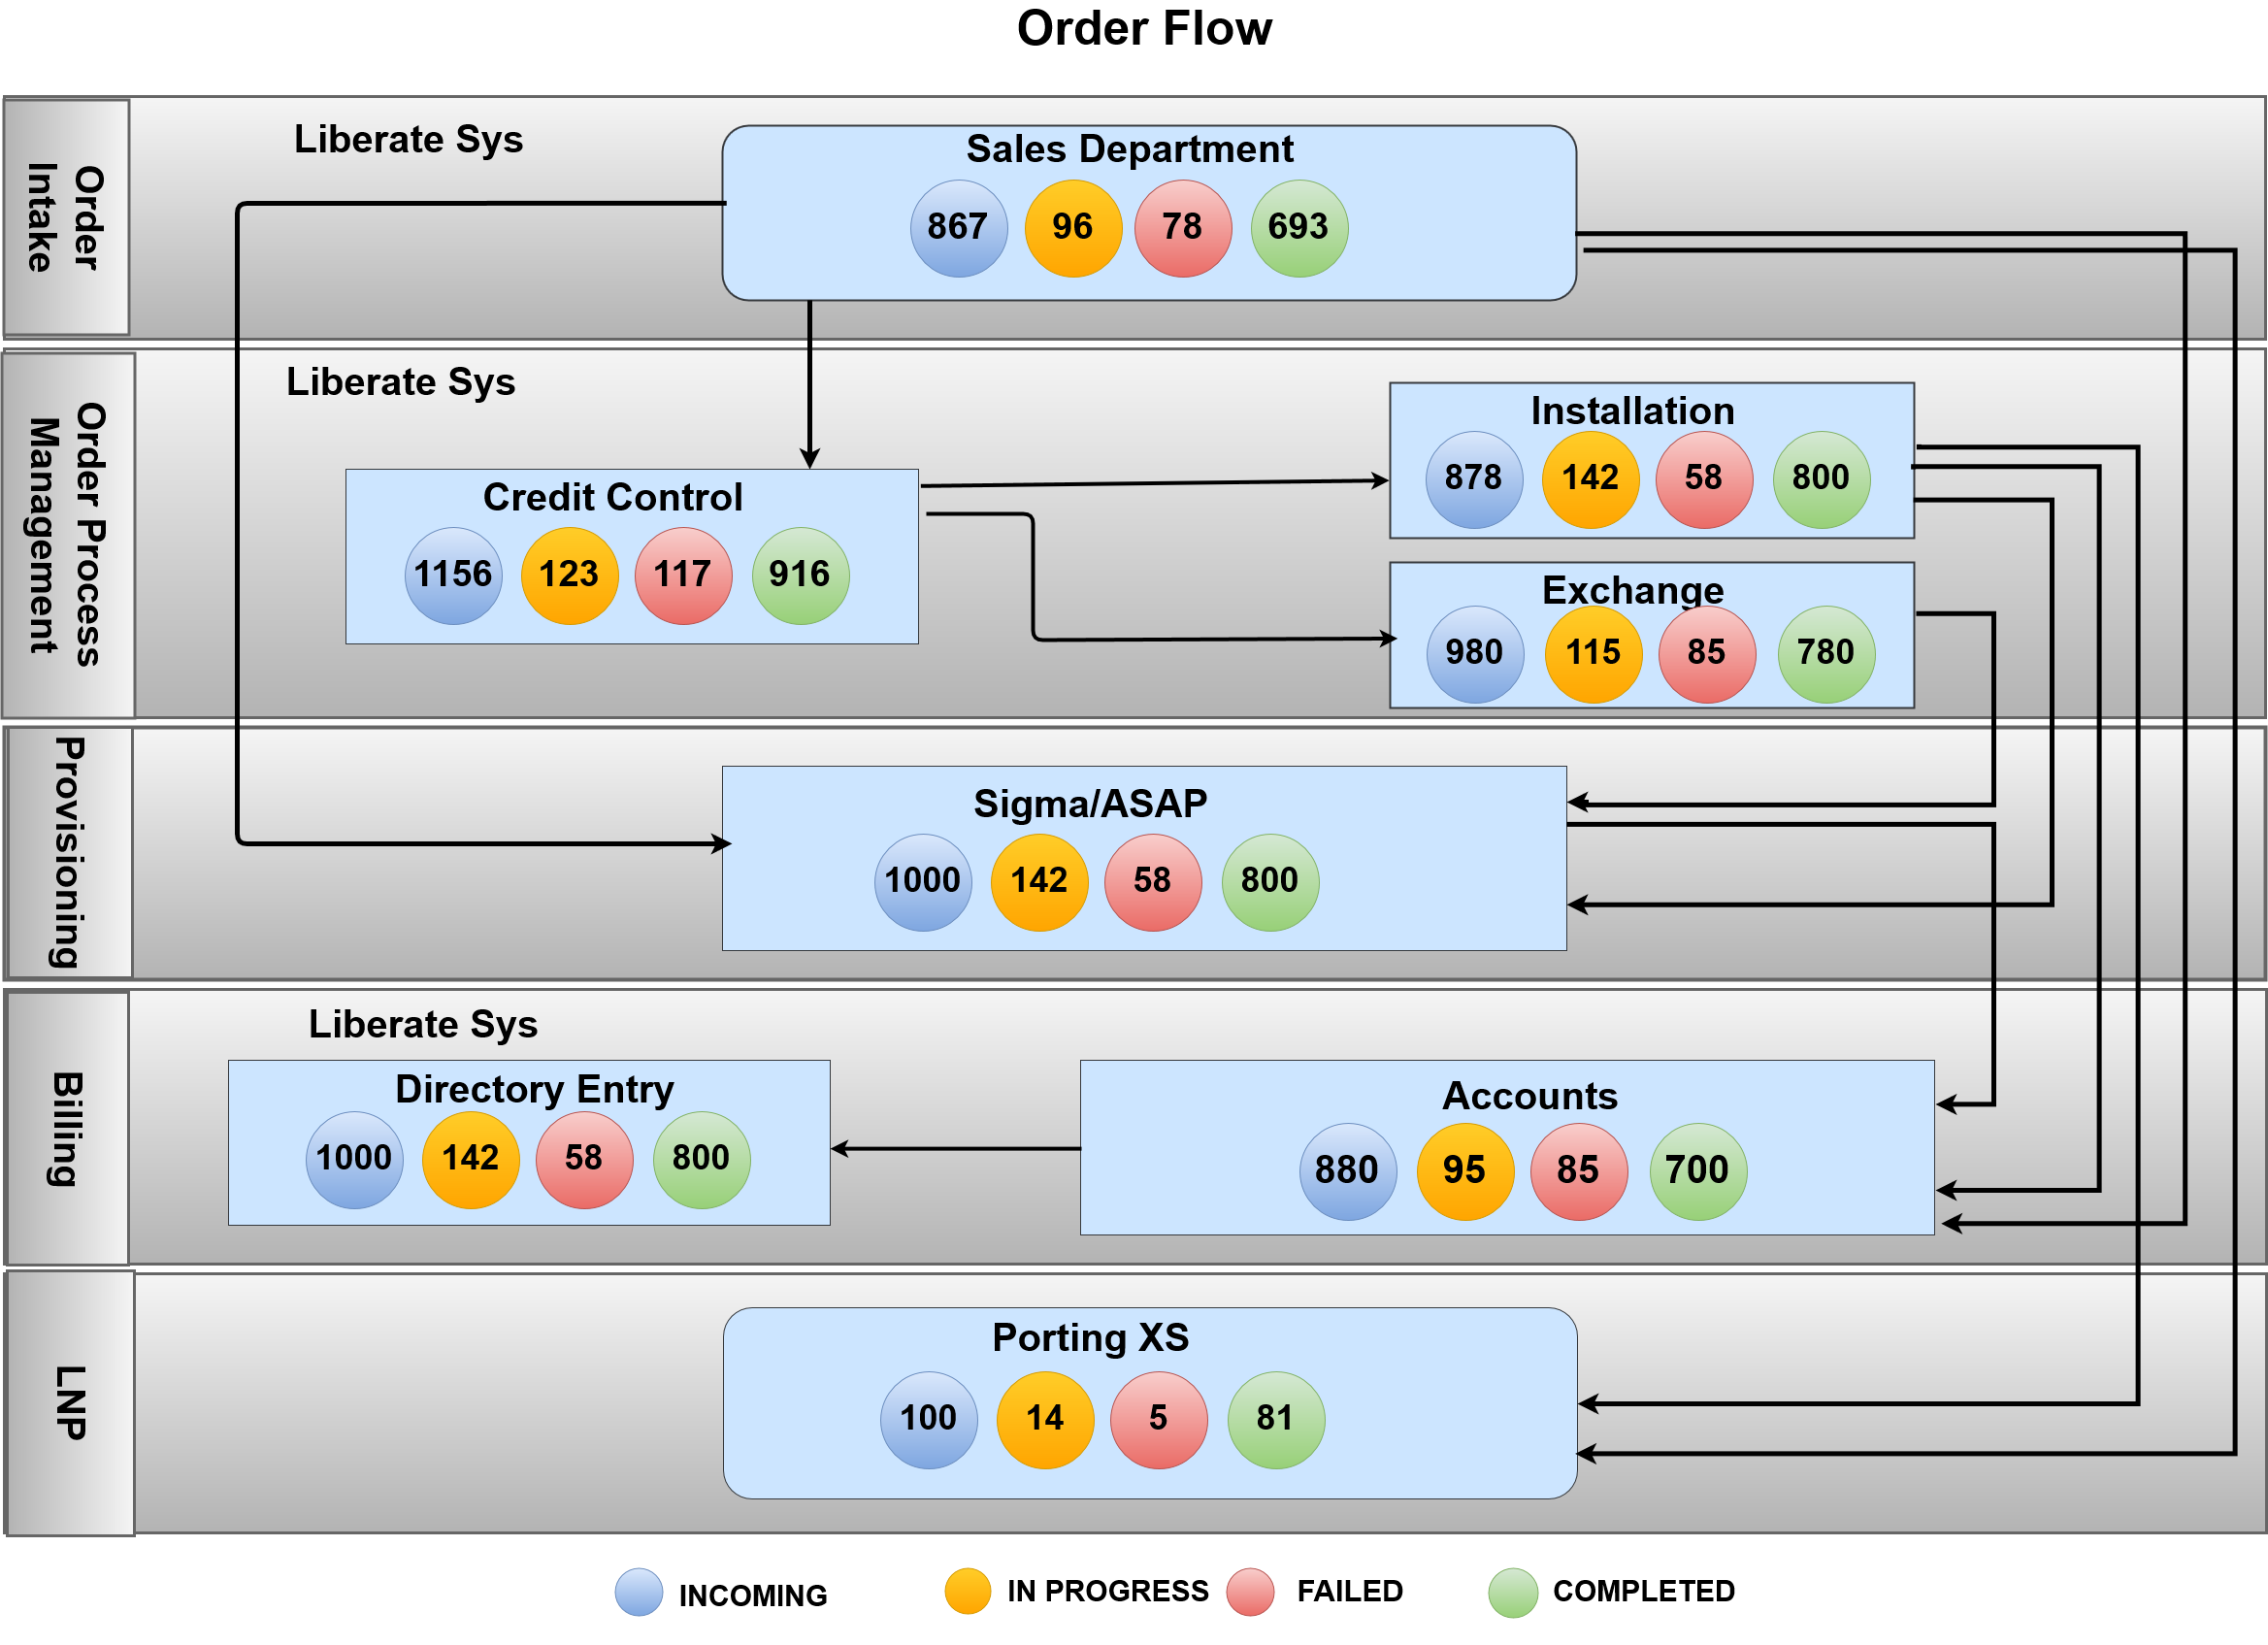 Order Flow
Order
Intake
Liberate Sys
Sales Department
867 96 78 693
Order Process
Management
Liberate Sys
Installation
878 142 58 800
Credit Control
1156 123 117 916
Exchange
980 115 85 780
Provisioning
Sigma/ASAP
1000 142 58 800
Billing
Liberate Sys
Directory Entry
1000 142 58 800
Accounts
880 95 85 700
LNP
Porting XS
100 14 5 81
INCOMING IN PROGRESS FAILED COMPLETED